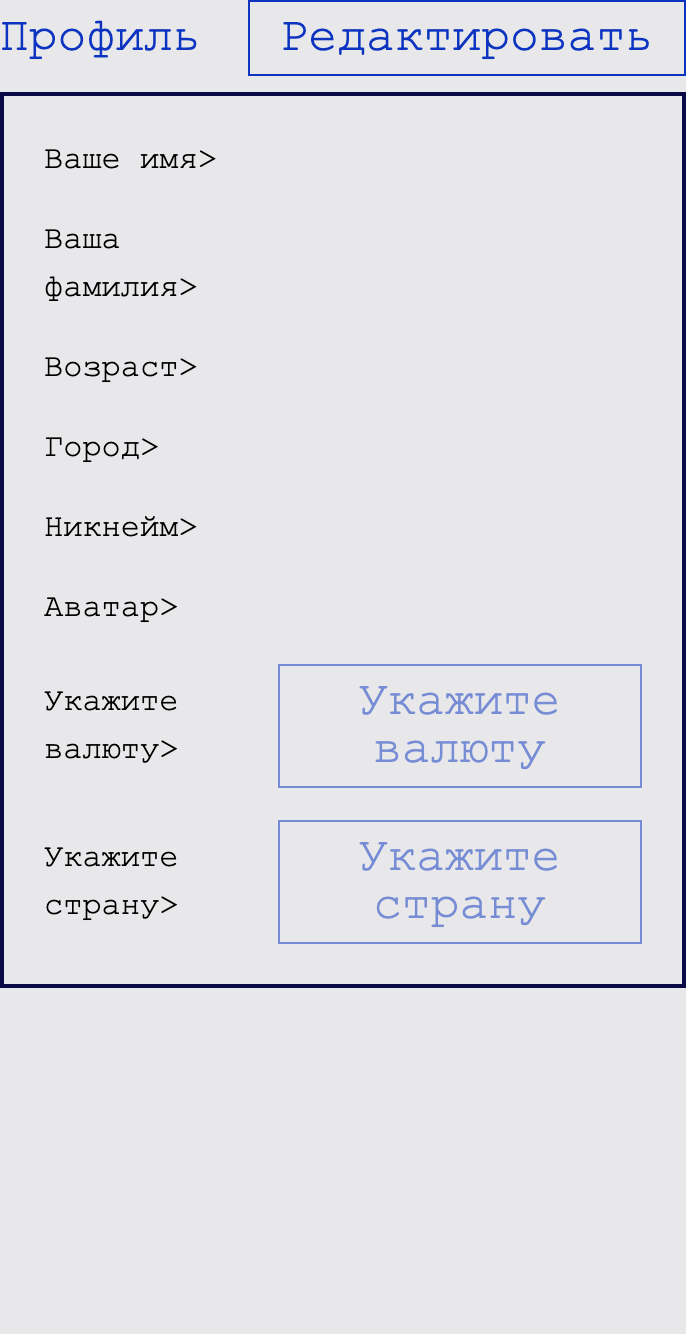 Профиль Редактировать
Ваше имя>
Ваша
фамилия>
Возраст>
Город>
Никнейм>
Аватар>
Укажите
валюту>
Укажите
валюту
Укажите
страну>
Укажите
страну